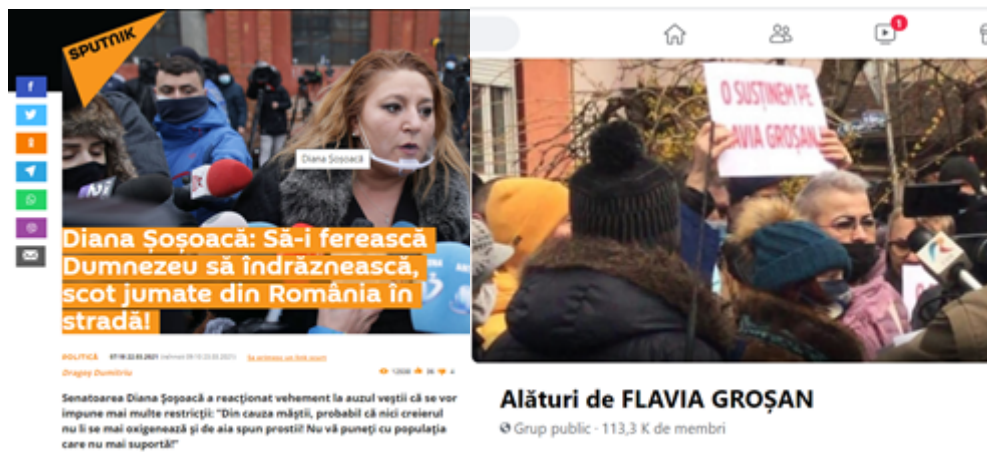 SPUTNIK
Diana Șoșoacă
Diana Șoșoacă: Să-i ferească
Dumnezeu să îndrăznească,
scot jumate din România în
stradă!
POLITICĂ
Dragoș Dumitriu
Senatoarea Diana Șoșoacă a reacționat vehement la auzul veștii că se vor
impune mai multe restricții: "Din cauza măștii, probabil că nici creierul
nu li se mai oxigenează și de aia spun prostii! Nu vă puneți cu populația
care nu mai suportă!"
1
O SUSȚINEM PE
FLAVIA GROȘAN
Alături de FLAVIA GROȘAN
Grup public · 113,3 K de membri